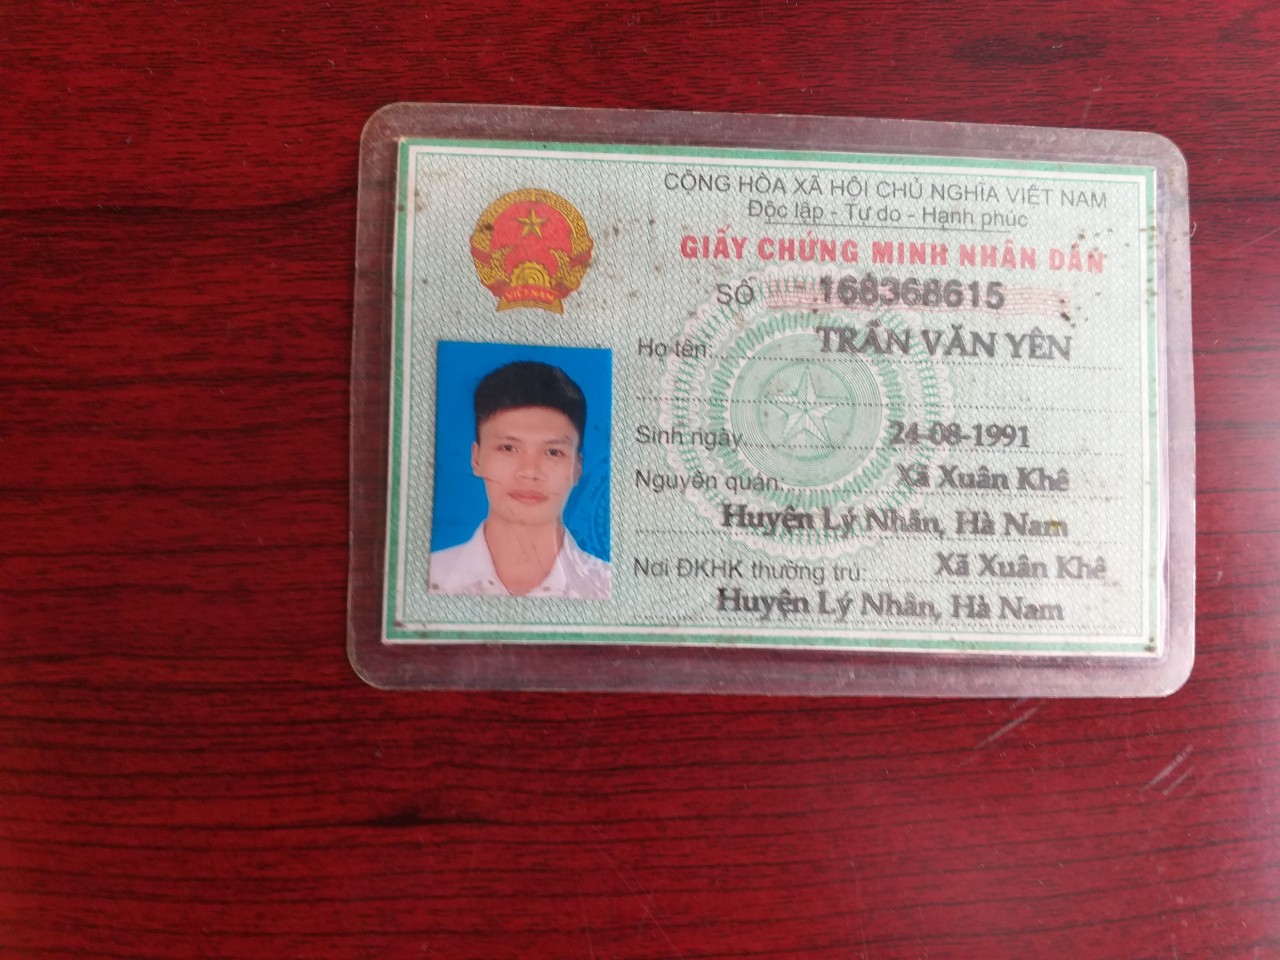 CỘNG HÒA XÃ HỘI CHỦ NGHĨA VIỆT NAM
Độc lập - Tự do - Hạnh phúc
GIẤY CHỨNG MINH NHÂN DÂN
SỐ 168368615
Họ tên: TRẦN VĂN YÊN
Sinh ngày 24-08-1991
Nguyên quán: Xã Xuân Khê
Huyện Lý Nhân, Hà Nam
Nơi ĐKHK thường trú: Xã Xuân Khê
Huyện Lý Nhân, Hà Nam
VIỆT NAM